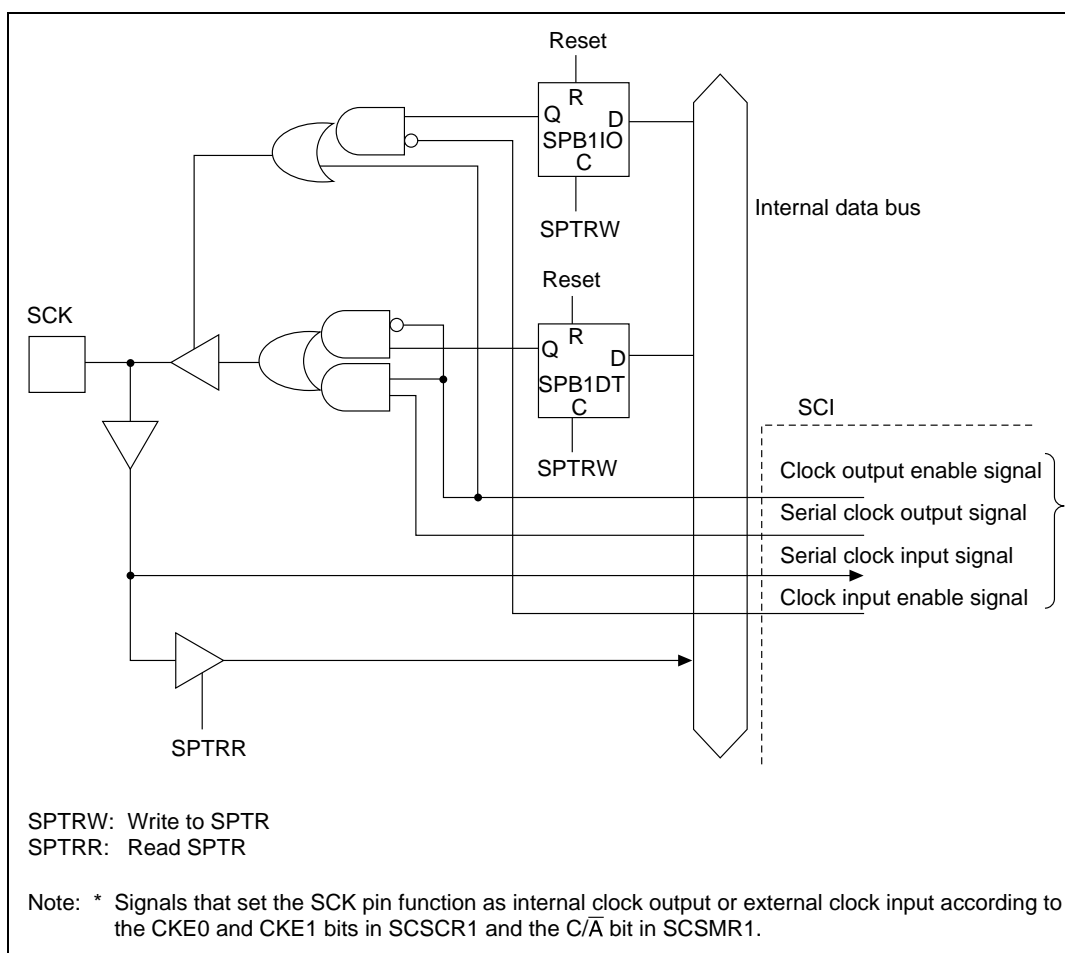 Reset
R
Q D
SPB1IO
C
Internal data bus
SPTRW
Reset
SCK
R
Q D
SPB1DT
C
SCI
SPTRW
Clock output enable signal
Serial clock output signal
Serial clock input signal
Clock input enable signal
SPTRR
SPTRW: Write to SPTR
SPTRR: Read SPTR
Note: * Signals that set the SCK pin function as internal clock output or external clock input according to
the CKE0 and CKE1 bits in SCSCR1 and the C/A̅ bit in SCSMR1.